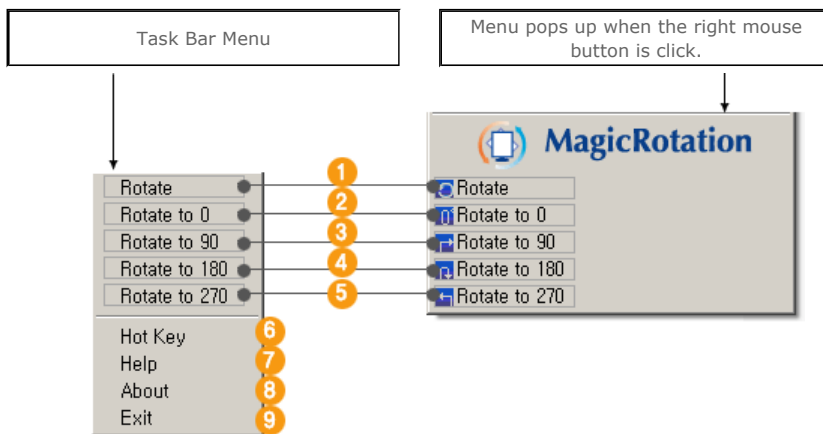 Task Bar Menu
Menu pops up when the right mouse
button is click.
MagicRotation
Rotate
1
Rotate
Rotate to 0
2
Rotate to 0
Rotate to 90
3
Rotate to 90
Rotate to 180
4
Rotate to 180
Rotate to 270
5
Rotate to 270
Hot Key
6
Help
7
About
8
Exit
9